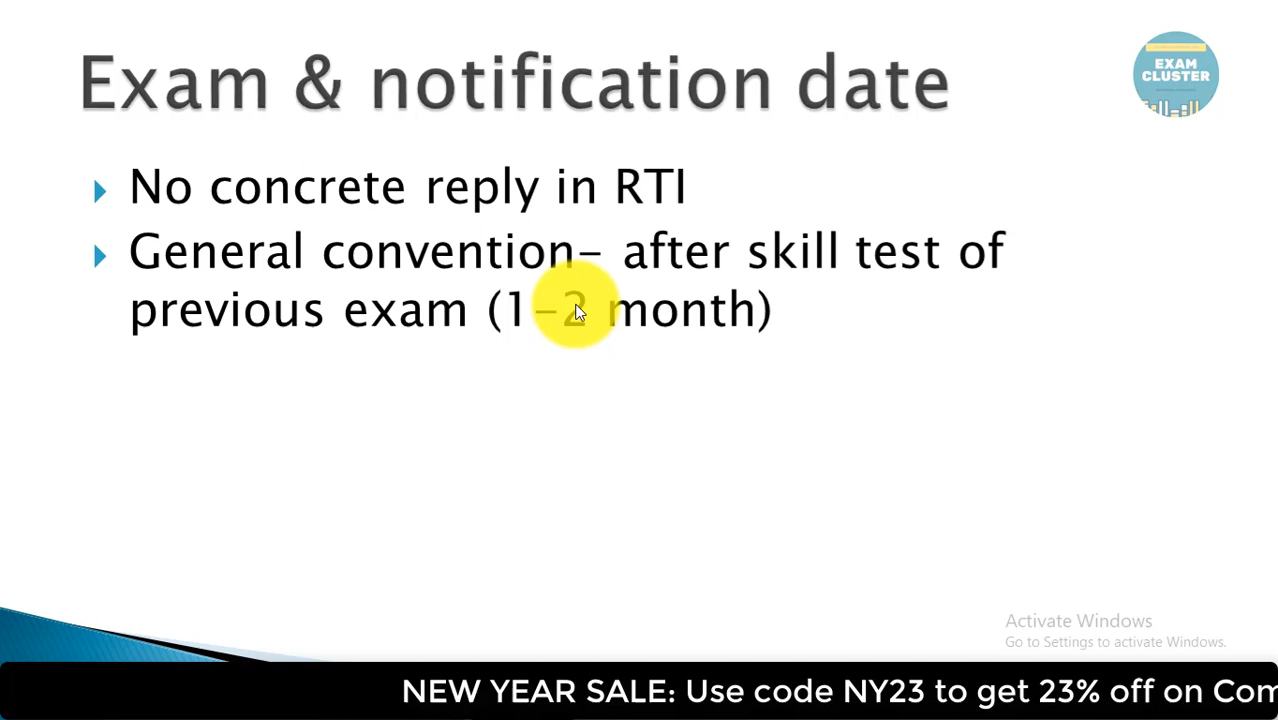 Exam & notification date
EXAM
CLUSTER
No concrete reply in RTI
General convention- after skill test of
previous exam (1-2 month)
Activate Windows
Go to Settings to activate Windows.
NEW YEAR SALE: Use code NY23 to get 23% off on Com